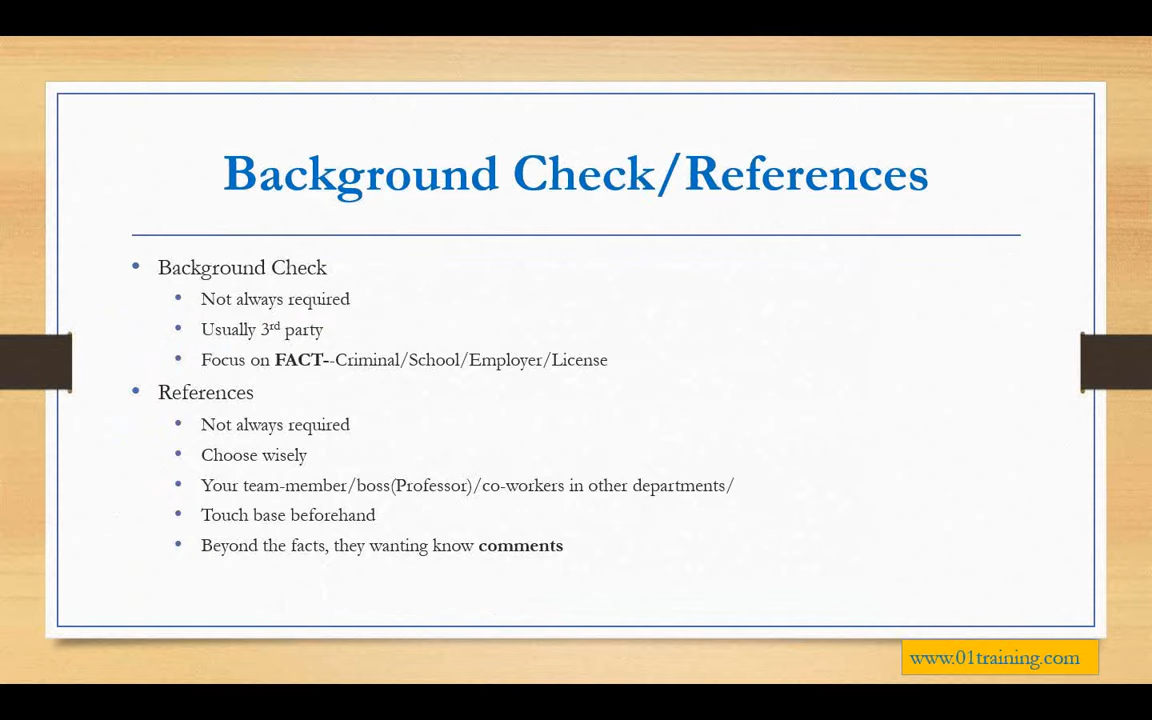 Background Check/References
• Background Check
• Not always required
• Usually 3rd party
• Focus on FACT--Criminal/School/Employer/License
• References
• Not always required
• Choose wisely
• Your team-member/boss(Professor)/co-workers in other departments/
• Touch base beforehand
• Beyond the facts, they wanting know comments
www.01training.com